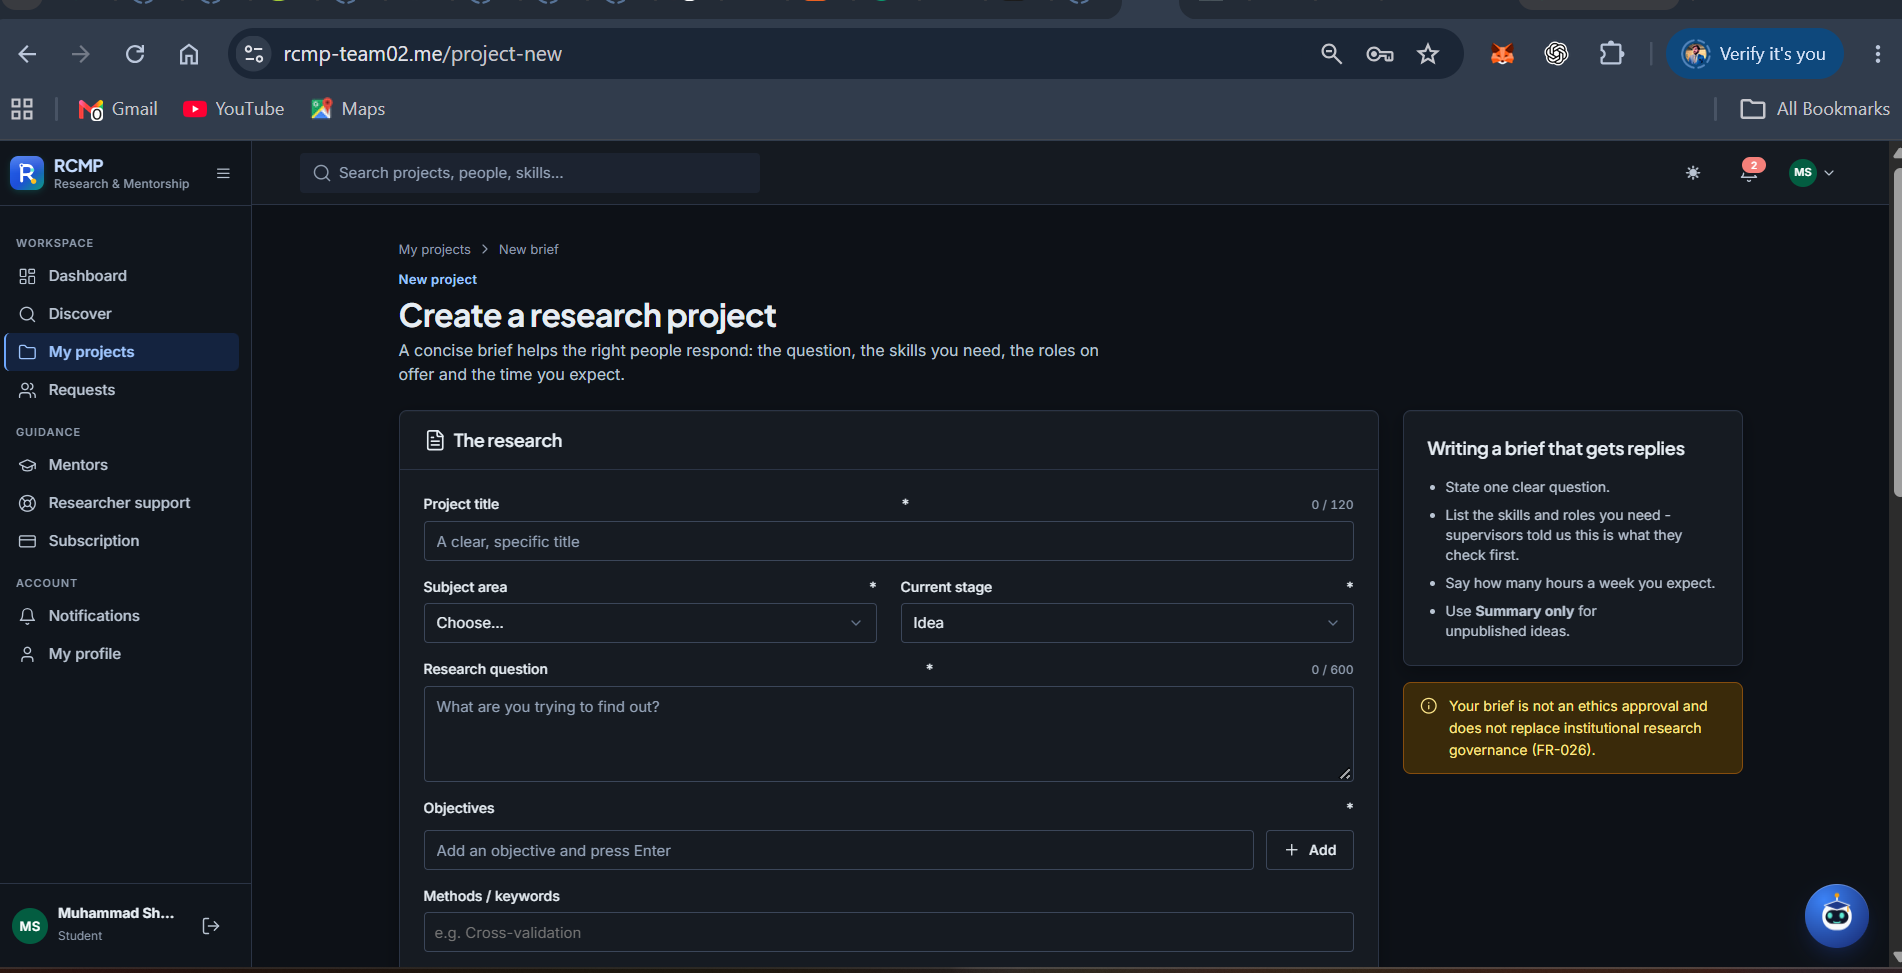 rcmp-team02.me/project-new
Verify it's you
Gmail
YouTube
Maps
All Bookmarks
R
RCMP
Research & Mentorship
Search projects, people, skills...
2
MS
WORKSPACE
Dashboard
Discover
My projects
Requests
GUIDANCE
Mentors
Researcher support
Subscription
ACCOUNT
Notifications
My profile
MS
Muhammad Sh...
Student
My projects > New brief
New project
Create a research project
A concise brief helps the right people respond: the question, the skills you need, the roles on
offer and the time you expect.
The research
Project title * 0 / 120
A clear, specific title
Subject area * Current stage *
Choose... Idea
Research question * 0 / 600
What are you trying to find out?
Objectives *
Add an objective and press Enter
+ Add
Methods / keywords
e.g. Cross-validation
Writing a brief that gets replies
• State one clear question.
• List the skills and roles you need -
supervisors told us this is what they
check first.
• Say how many hours a week you expect.
• Use Summary only for
unpublished ideas.
Your brief is not an ethics approval and
does not replace institutional research
governance (FR-026).